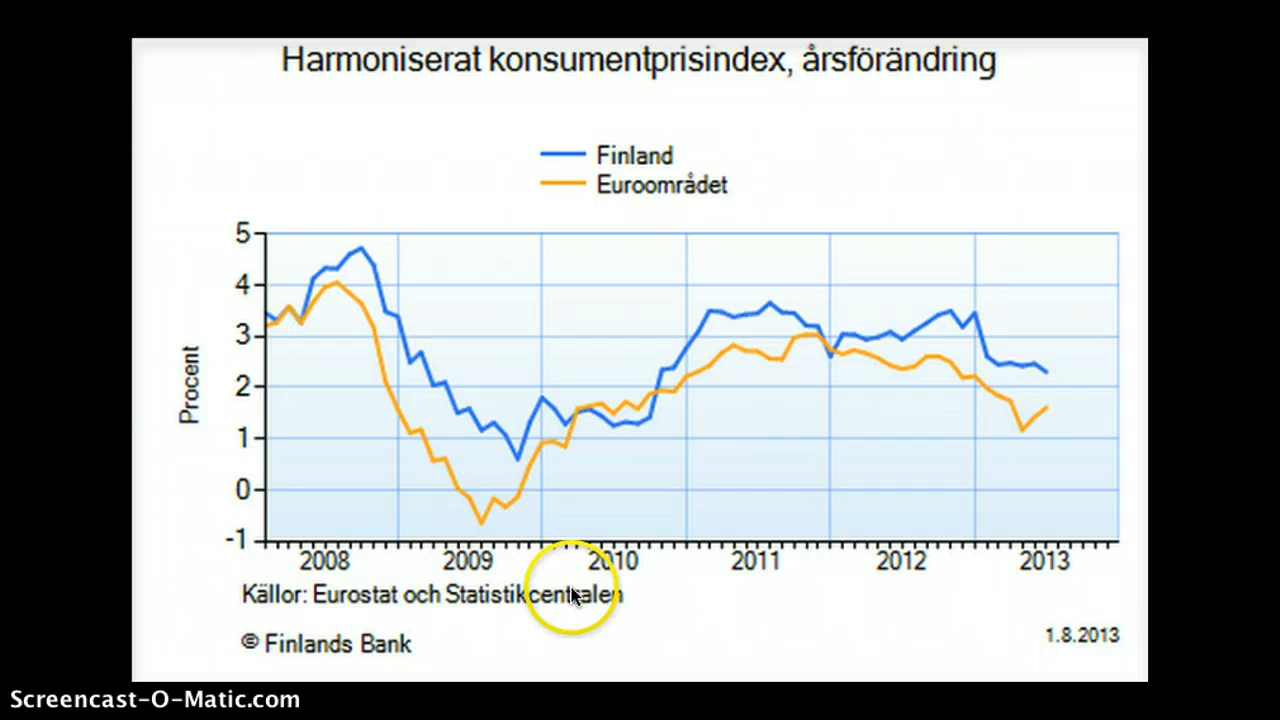 Harmoniserat konsumentprisindex, årsförändring
Finland
Euroområdet
Procent
5
4
3
2
1
0
-1
2008 2009 2010 2011 2012 2013
Källor: Eurostat och Statistikcentralen
© Finlands Bank
1.8.2013
Screencast-O-Matic.com